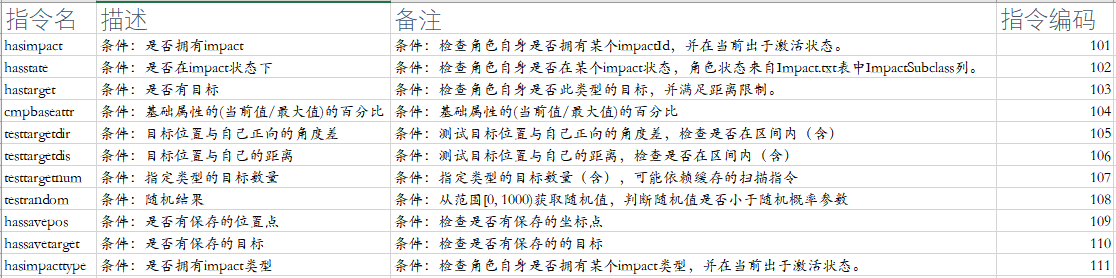 指令名 描述 备注 指令编码
hasimpact 条件：是否拥有impact 条件：检查角色自身是否拥有某个impactId，并在当前出于激活状态。 101
hasstate 条件：是否在impact状态下 条件：检查角色自身是否在某个impact状态，角色状态来自Impact.txt表中ImpactSubclass列。 102
hastarget 条件：是否有目标 条件：检查角色自身是否此类型的目标，并满足距离限制。 103
cmpbaseattr 条件：基础属性的(当前值/最大值)的百分比 条件：基础属性的(当前值/最大值)的百分比 104
testtargetdir 条件：目标位置与自己正向的角度差 条件：测试目标位置与自己正向的角度差，检查是否在区间内（含） 105
testtargetdis 条件：目标位置与自己的距离 条件：测试目标位置与自己的距离，检查是否在区间内（含） 106
testtargetnum 条件：指定类型的目标数量 条件：指定类型的目标数量（含），可能依赖缓存的扫描指令 107
testrandom 条件：随机结果 条件：从范围[0, 1000)获取随机值，判断随机值是否小于随机概率参数 108
hassavepos 条件：是否有保存的位置点 条件：检查是否有保存的坐标点 109
hassavetarget 条件：是否有保存的目标 条件：检查是否有保存的的目标 110
hasimpacttype 条件：是否拥有impact类型 条件：检查角色自身是否拥有某个impact类型，并在当前出于激活状态。 111